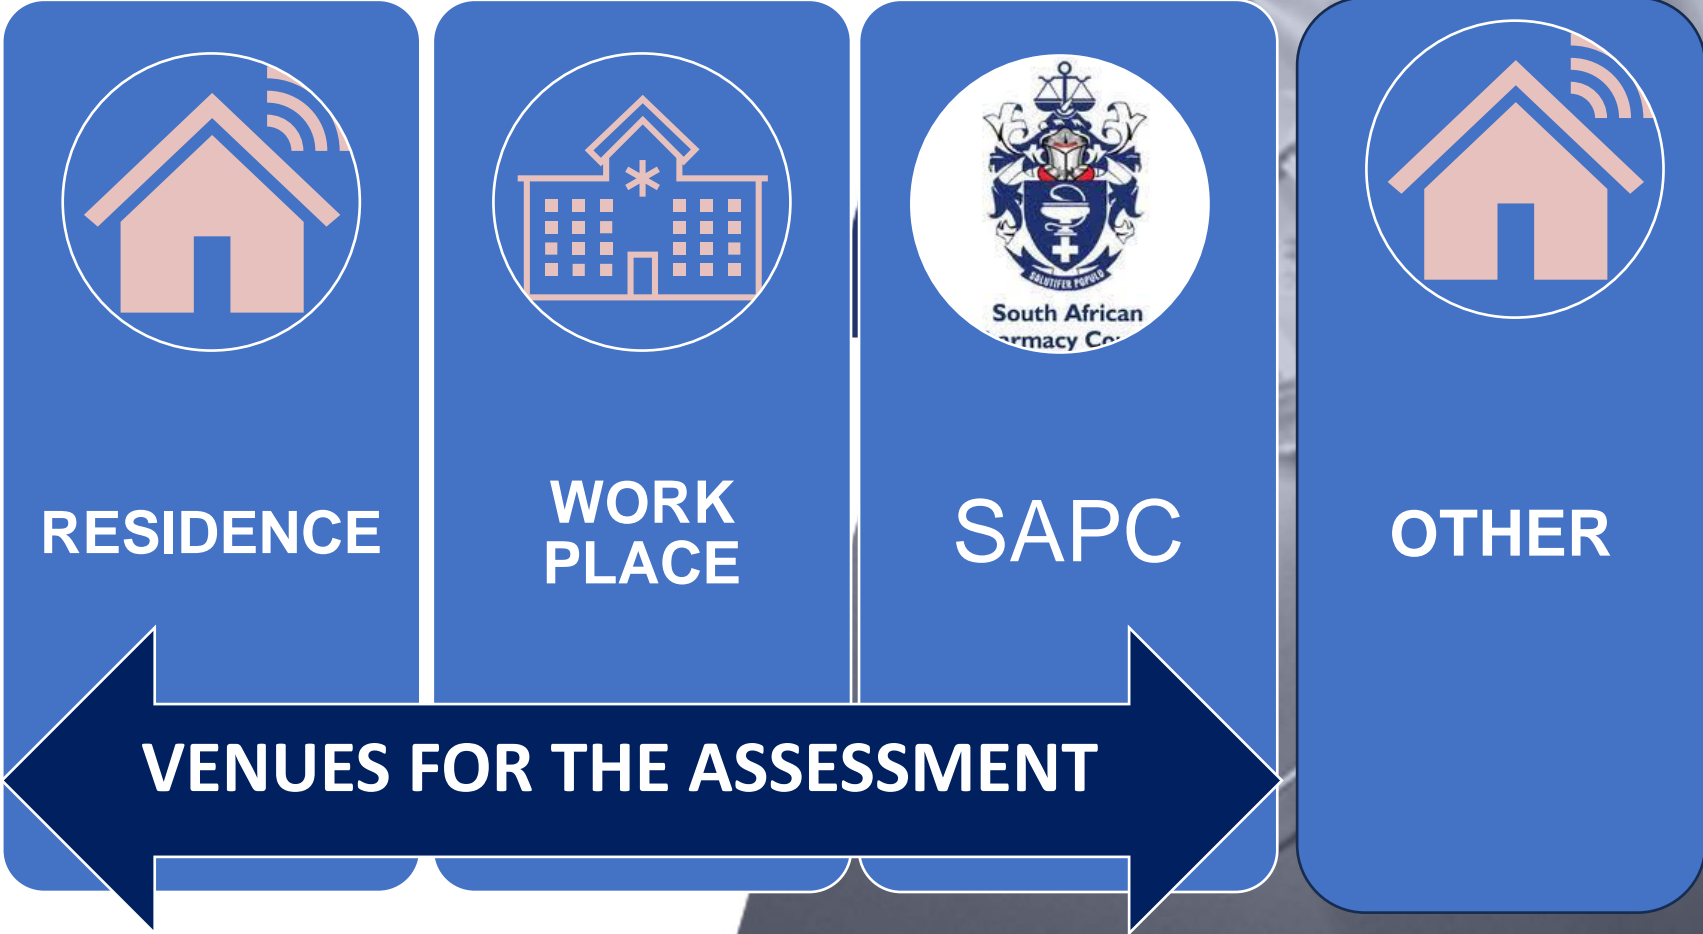 SALUTIFER POPULO
South African
RESIDENCE
WORK
PLACE
SAPC
OTHER
VENUES FOR THE ASSESSMENT